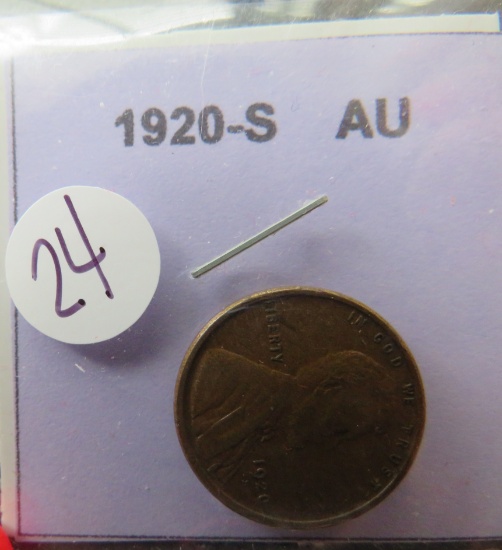 1920-S AU
24
IN GOD WE TRUST
LIBERTY
1920